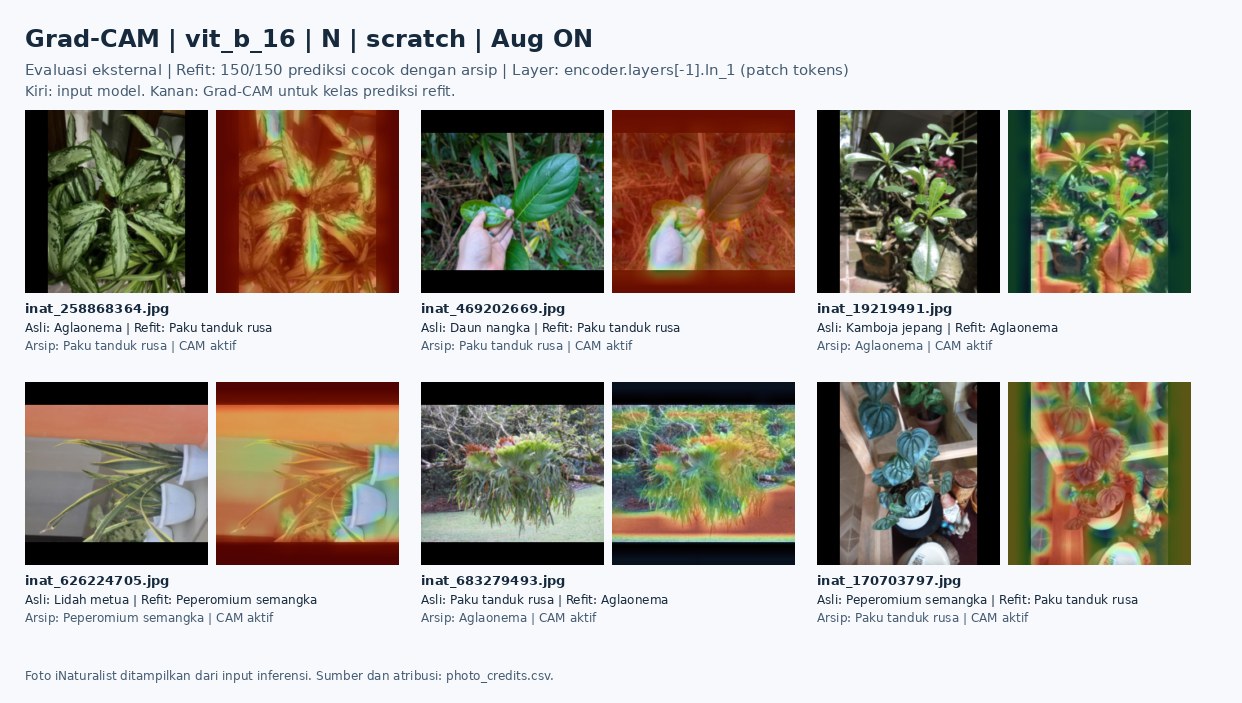 Grad-CAM | vit_b_16 | N | scratch | Aug ON
Evaluasi eksternal | Refit: 150/150 prediksi cocok dengan arsip | Layer: encoder.layers[-1].ln_1 (patch tokens)
Kiri: input model. Kanan: Grad-CAM untuk kelas prediksi refit.
inat_258868364.jpg
Asli: Aglaonema | Refit: Paku tanduk rusa
Arsip: Paku tanduk rusa | CAM aktif
inat_469202669.jpg
Asli: Daun nangka | Refit: Paku tanduk rusa
Arsip: Paku tanduk rusa | CAM aktif
inat_19219491.jpg
Asli: Kamboja jepang | Refit: Aglaonema
Arsip: Aglaonema | CAM aktif
inat_626224705.jpg
Asli: Lidah metua | Refit: Peperomium semangka
Arsip: Peperomium semangka | CAM aktif
inat_683279493.jpg
Asli: Paku tanduk rusa | Refit: Aglaonema
Arsip: Aglaonema | CAM aktif
inat_170703797.jpg
Asli: Peperomium semangka | Refit: Paku tanduk rusa
Arsip: Paku tanduk rusa | CAM aktif
Foto iNaturalist ditampilkan dari input inferensi. Sumber dan atribusi: photo_credits.csv.